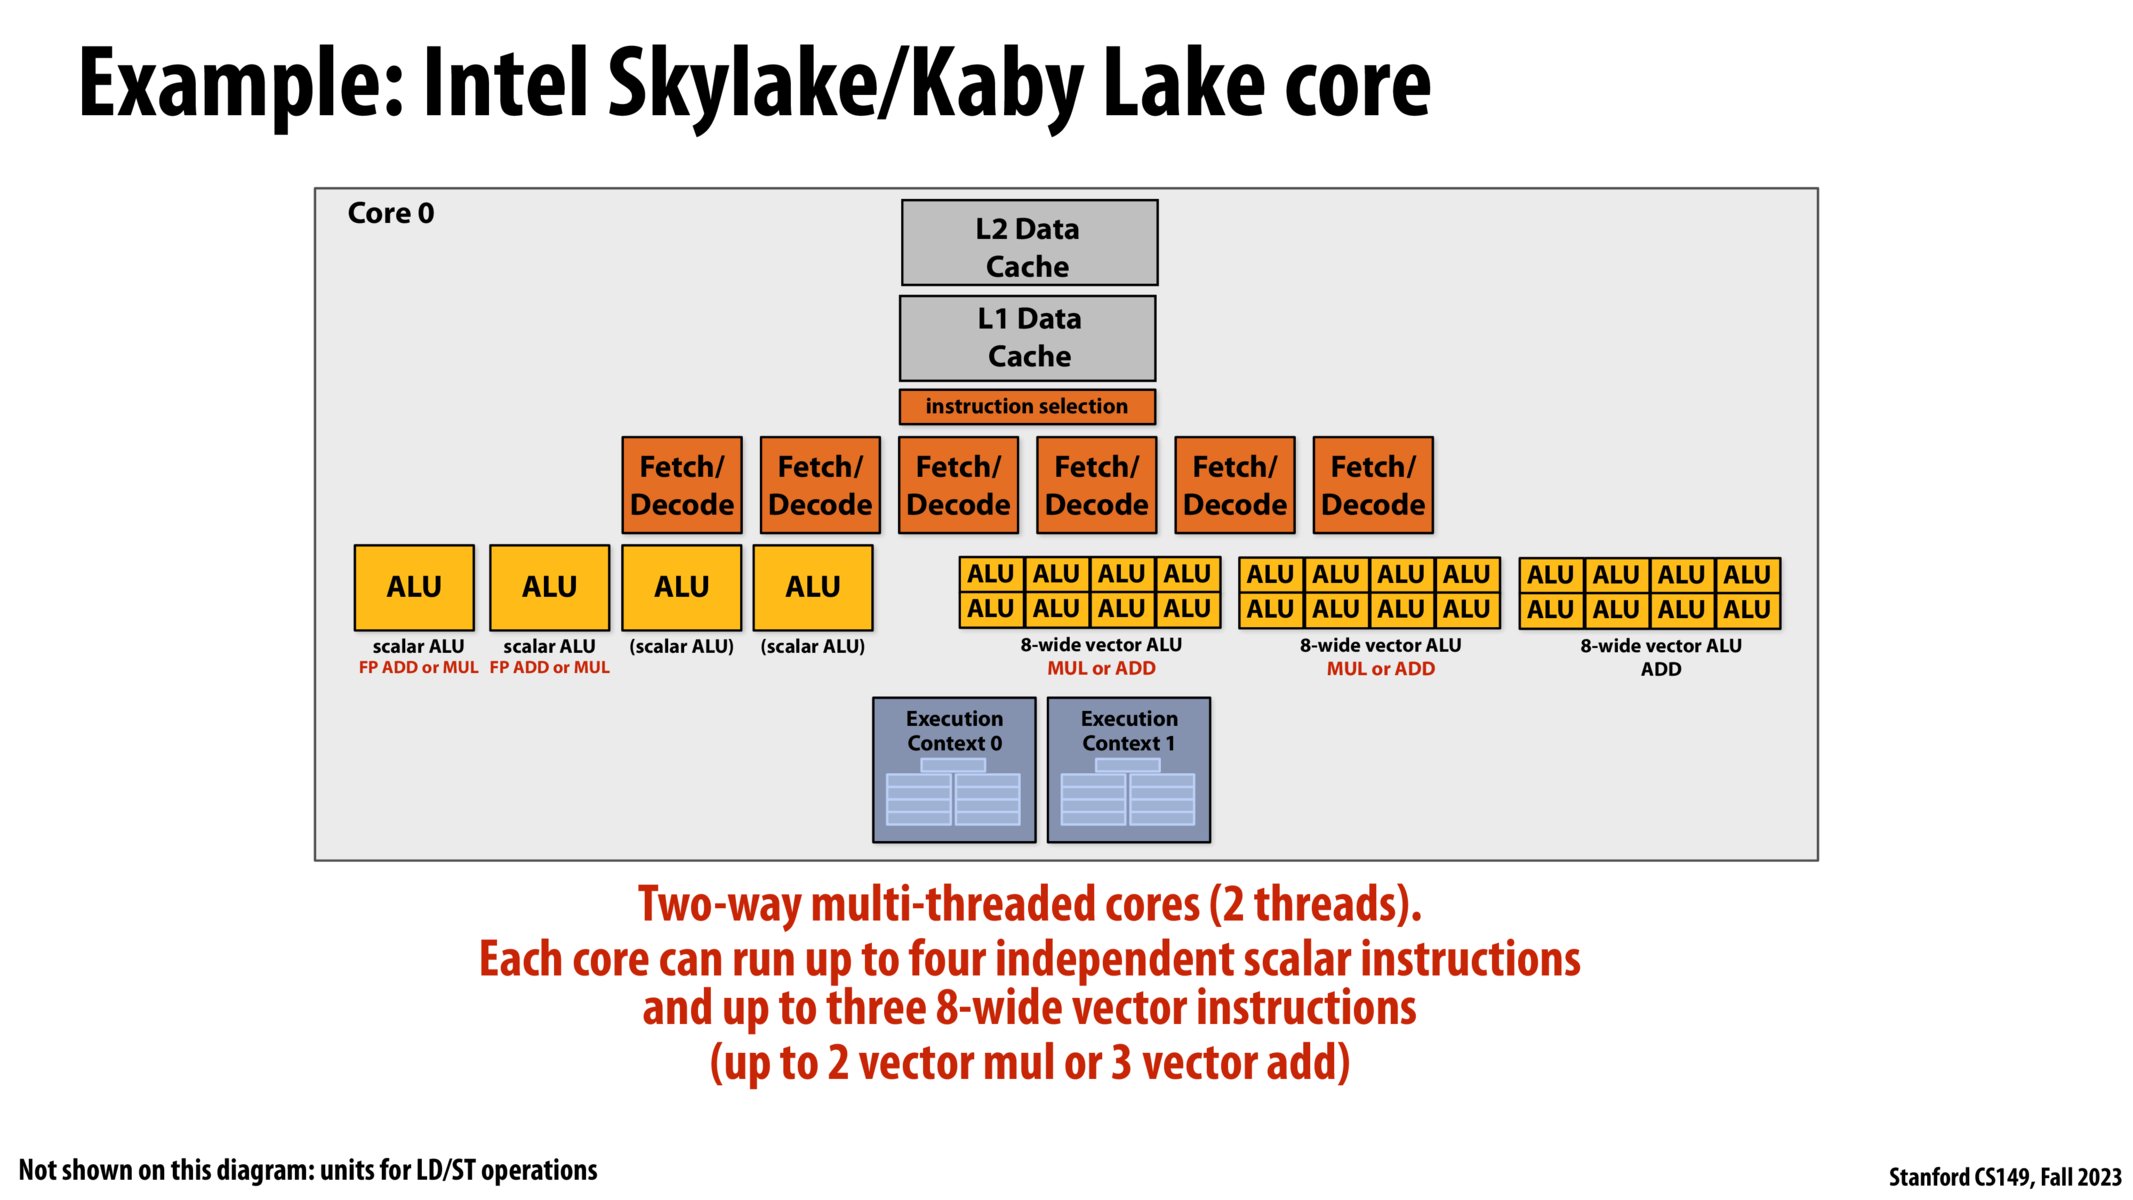 Example: Intel Skylake/Kaby Lake core
Core 0
L2 Data
Cache
L1 Data
Cache
instruction selection
Fetch/
Decode
Fetch/
Decode
Fetch/
Decode
Fetch/
Decode
Fetch/
Decode
Fetch/
Decode
ALU
scalar ALU
FP ADD or MUL
ALU
scalar ALU
FP ADD or MUL
ALU
(scalar ALU)
ALU
(scalar ALU)
ALU ALU ALU ALU
ALU ALU ALU ALU
8-wide vector ALU
MUL or ADD
ALU ALU ALU ALU
ALU ALU ALU ALU
8-wide vector ALU
MUL or ADD
ALU ALU ALU ALU
ALU ALU ALU ALU
8-wide vector ALU
ADD
Execution
Context 0
Execution
Context 1
Two-way multi-threaded cores (2 threads).
Each core can run up to four independent scalar instructions
and up to three 8-wide vector instructions
(up to 2 vector mul or 3 vector add)
Not shown on this diagram: units for LD/ST operations
Stanford CS149, Fall 2023